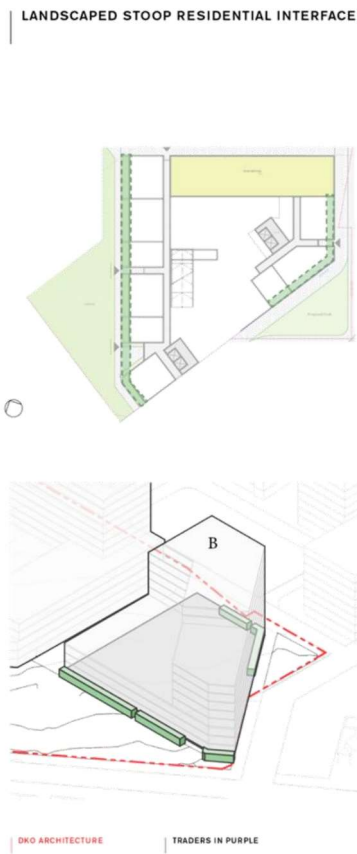 LANDSCAPED STOOP RESIDENTIAL INTERFACE
B
DKO ARCHITECTURE
TRADERS IN PURPLE